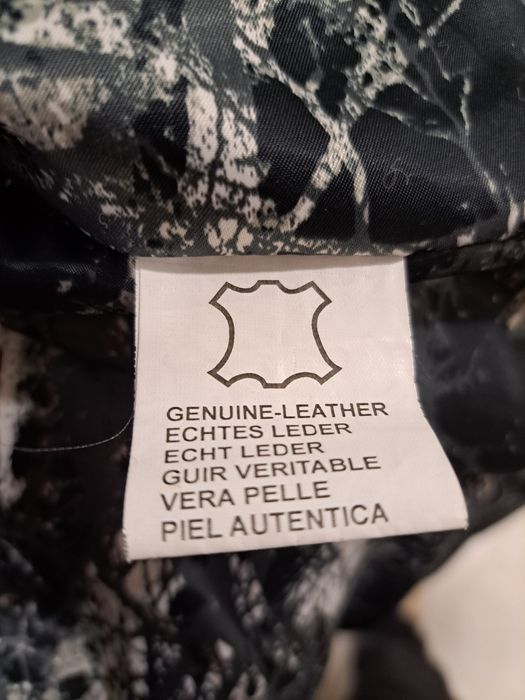 GENUINE-LEATHER
ECHTES LEDER
ECHT LEDER
GUIR VERITABLE
VERA PELLE
PIEL AUTENTICA